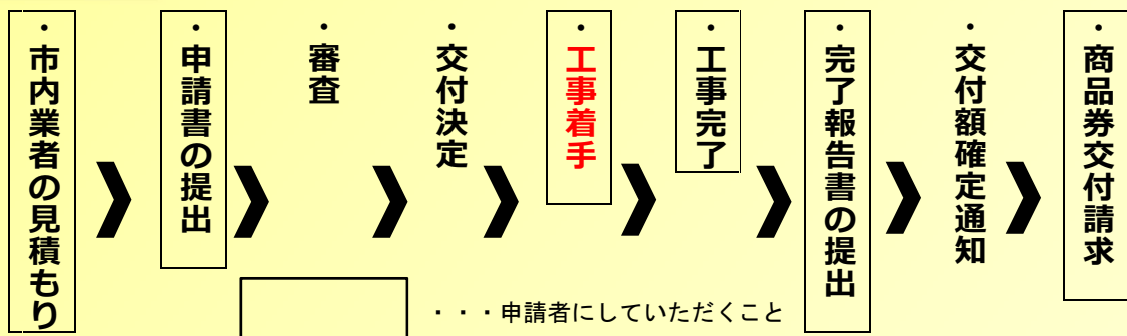 ・市内業者の見積もり
・申請書の提出
・審査
・交付決定
・工事着手
・工事完了
・完了報告書の提出
・交付額確定通知
・商品券交付請求
・・・申請者にしていただくこと